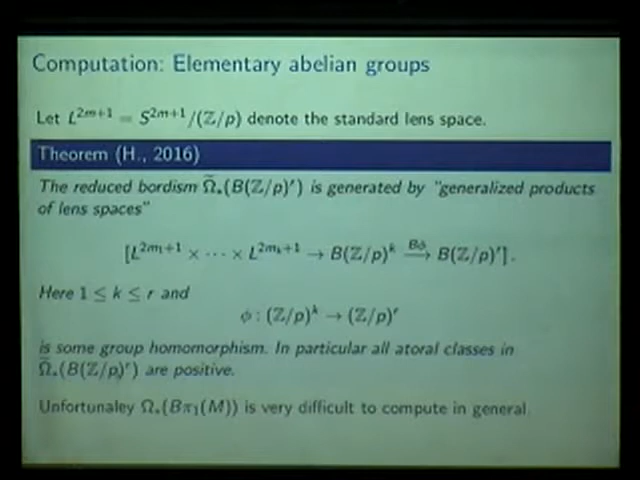 Computation: Elementary abelian groups
Let L^{2m+1} = S^{2m+1}/(ℤ/p) denote the standard lens space.
Theorem (H., 2016)
The reduced bordism Ω̃_*(B(ℤ/p)^r) is generated by "generalized products
of lens spaces"
[L^{2m_1+1} × ⋯ × L^{2m_k+1} → B(ℤ/p)^k \xrightarrow{Bϕ} B(ℤ/p)^r].
Here 1 ≤ k ≤ r and
ϕ : (ℤ/p)^k → (ℤ/p)^r
is some group homomorphism. In particular all atoral classes in
Ω̃_*(B(ℤ/p)^r) are positive.
Unfortunaley Ω_*(Bπ_1(M)) is very difficult to compute in general